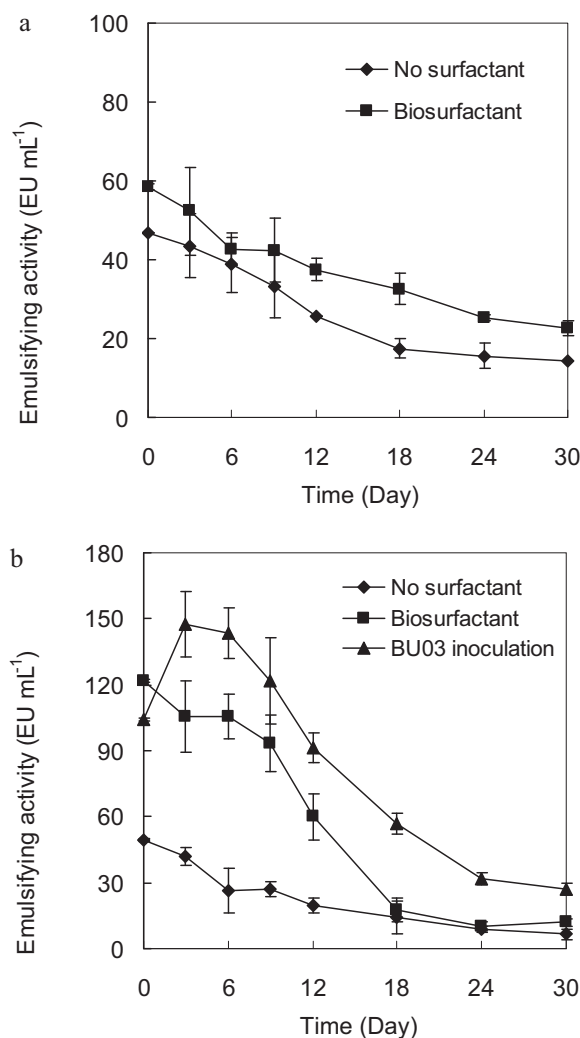 a
100
80
60
40
20
0
Emulsifying activity (EU mL-1)
No surfactant
Biosurfactant
0 6 12 18 24 30
Time (Day)
b
180
150
120
90
60
30
0
Emulsifying activity (EU mL-1)
No surfactant
Biosurfactant
BU03 inoculation
0 6 12 18 24 30
Time (Day)